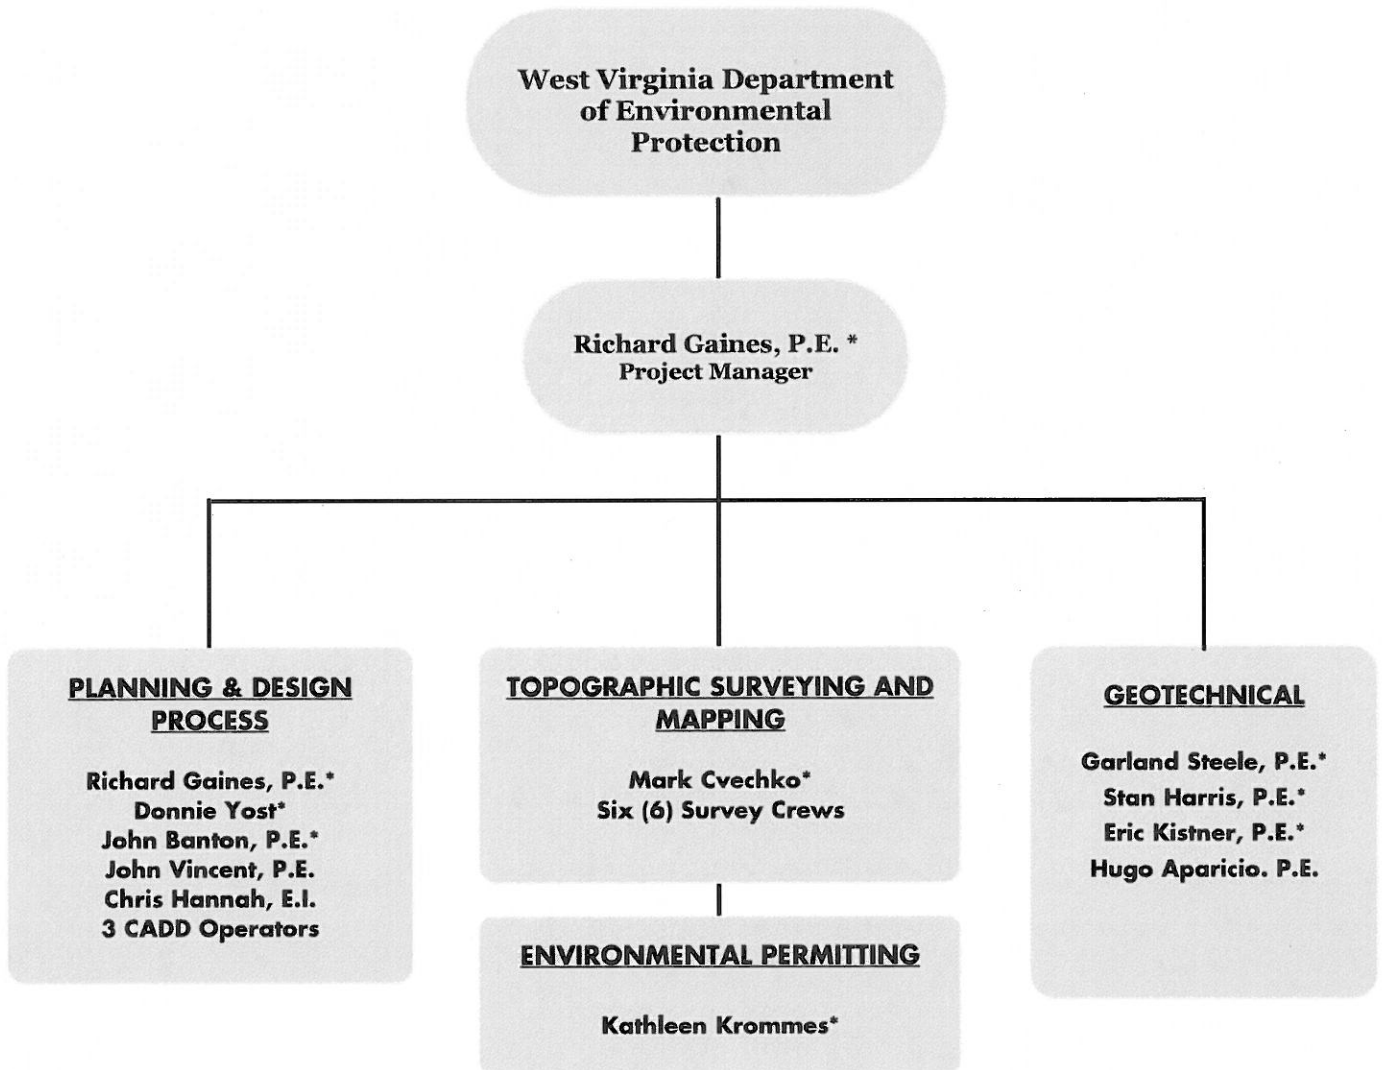 West Virginia Department
of Environmental
Protection
Richard Gaines, P.E. *
Project Manager
PLANNING & DESIGN
PROCESS
Richard Gaines, P.E.*
Donnie Yost*
John Banton, P.E.*
John Vincent, P.E.
Chris Hannah, E.I.
3 CADD Operators
TOPOGRAPHIC SURVEYING AND
MAPPING
Mark Cvechko*
Six (6) Survey Crews
ENVIRONMENTAL PERMITTING
Kathleen Krommes*
GEOTECHNICAL
Garland Steele, P.E.*
Stan Harris, P.E.*
Eric Kistner, P.E.*
Hugo Aparicio. P.E.